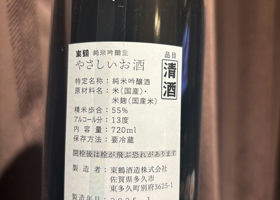 東鶴 純米吟醸生
やさしいお酒
品目
清酒
特定名称：純米吟醸酒
原材料名：米（国産）・
米麹（国産米）
精米歩合：55%
アルコール分：13度
内容量：720ml
保存方法：要冷蔵
開栓後は栓が飛ぶ恐れがあります
製造者：東鶴酒造株式会社
佐賀県多久市
東多久町別府3625-1
製造年月